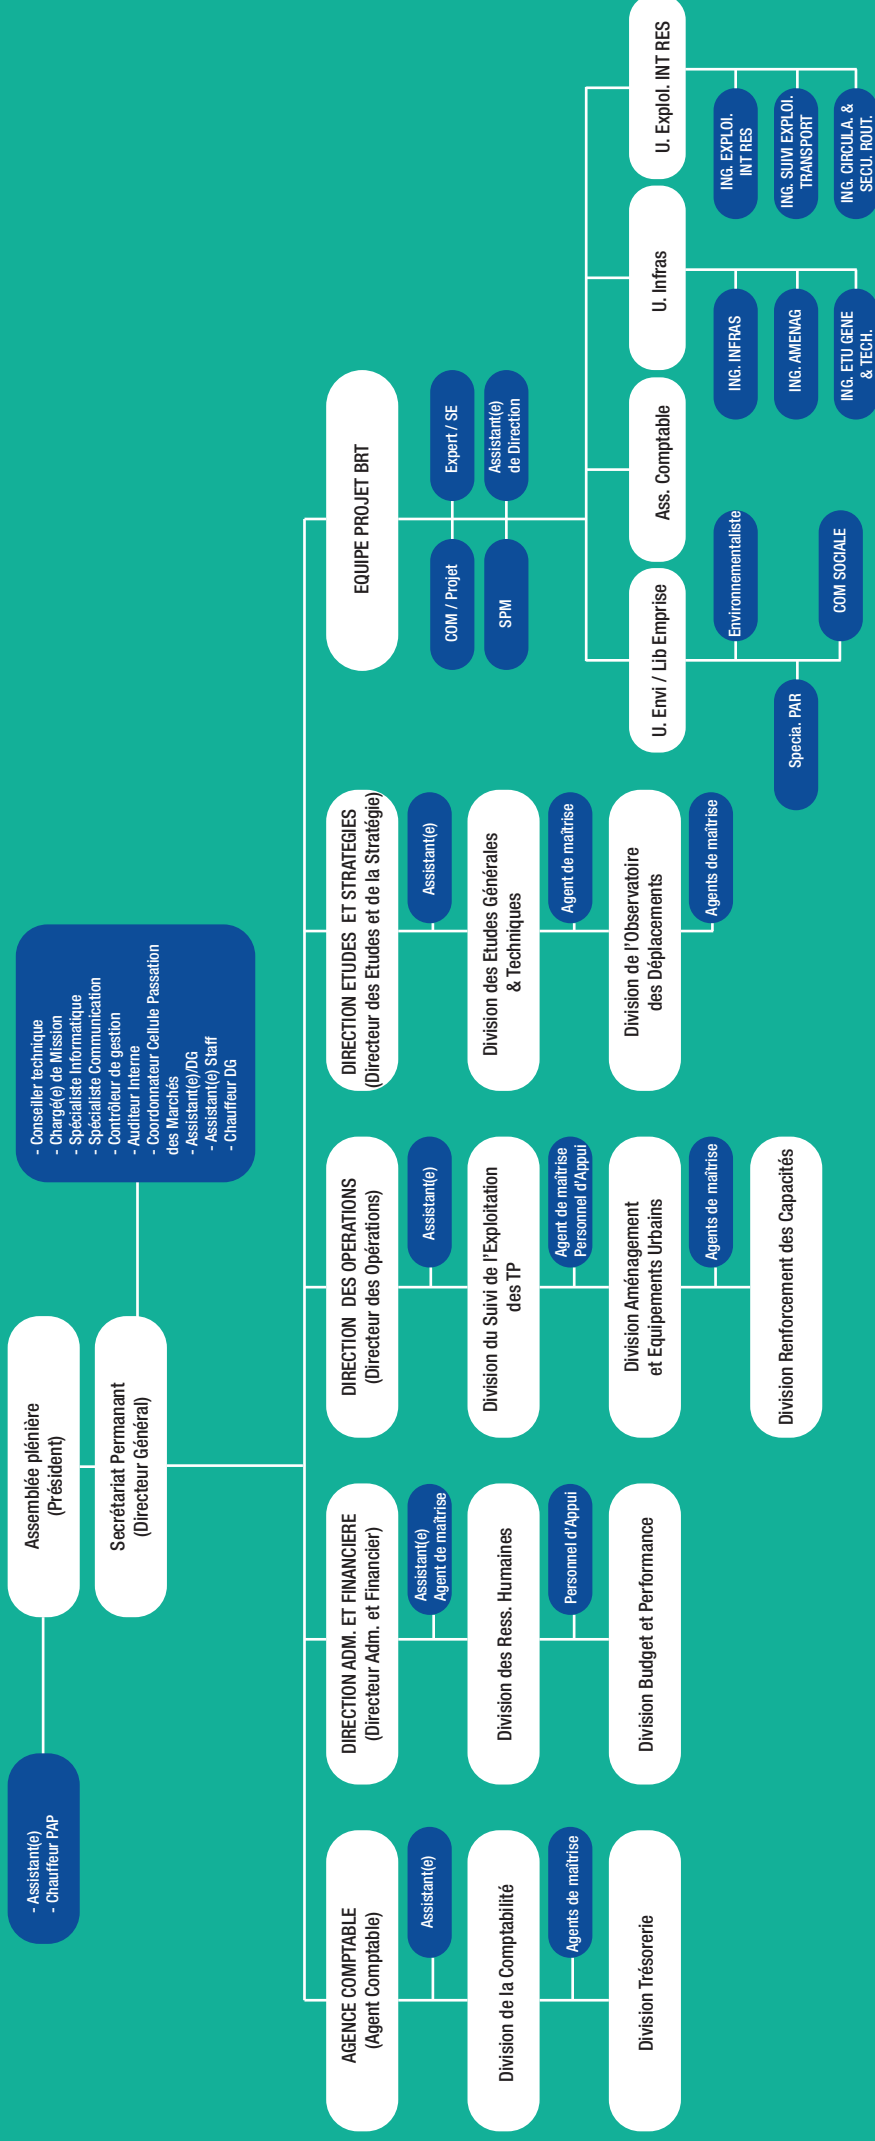 Assemblée plénière
(Président)
- Assistant(e)
- Chauffeur PAP
Secrétariat Permanant
(Directeur Général)
- Conseiller technique
- Chargé(e) de Mission
- Spécialiste Informatique
- Spécialiste Communication
- Contrôleur de gestion
- Auditeur Interne
- Coordonnateur Cellule Passation
des Marchés
- Assistant(e)/DG
- Assistant(e) Staff
- Chauffeur DG
AGENCE COMPTABLE
(Agent Comptable)
Assistant(e)
Division de la Comptabilité
Agents de maîtrise
Division Trésorerie
DIRECTION ADM. ET FINANCIERE
(Directeur Adm. et Financier)
Assistant(e)
Agent de maîtrise
Division des Ress. Humaines
Personnel d'Appui
Division Budget et Performance
DIRECTION DES OPERATIONS
(Directeur des Opérations)
Assistant(e)
Division du Suivi de l'Exploitation
des TP
Agent de maîtrise
Personnel d'Appui
Division Aménagement
et Equipements Urbains
Agents de maîtrise
Division Renforcement des Capacités
DIRECTION ETUDES ET STRATEGIES
(Directeur des Etudes et de la Stratégie)
Assistant(e)
Division des Etudes Générales
& Techniques
Agent de maîtrise
Division de l'Observatoire
des Déplacements
Agents de maîtrise
EQUIPE PROJET BRT
COM / Projet
Expert / SE
SPM
Assistant(e)
de Direction
U. Envi / Lib Emprise
Environnementaliste
Specia. PAR
COM SOCIALE
Ass. Comptable
U. Infras
ING. INFRAS
ING. AMENAG
ING. ETU GENE
& TECH.
U. Exploi. INT RES
ING. EXPLOI.
INT RES
ING. SUIVI EXPLOI.
TRANSPORT
ING. CIRCULA. &
SECU. ROUT.